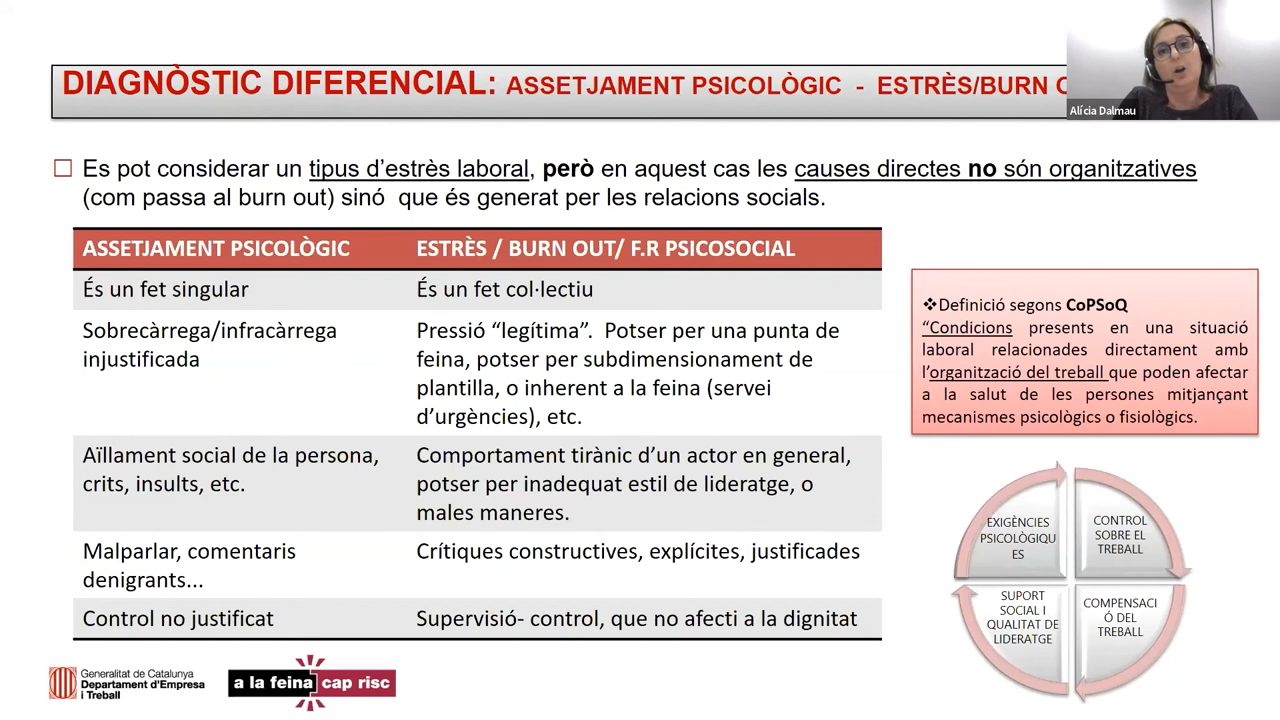 DIAGNÒSTIC DIFERENCIAL: ASSETJAMENT PSICOLÒGIC - ESTRÈS/BURN
Alícia Dalmau
Es pot considerar un tipus d'estrès laboral, però en aquest cas les causes directes no són organitzatives
(com passa al burn out) sinó que és generat per les relacions socials.
ASSETJAMENT PSICOLÒGIC
ESTRÈS / BURN OUT/ F.R PSICOSOCIAL
És un fet singular
És un fet col·lectiu
Sobrecàrrega/infracàrrega
injustificada
Pressió “legítima”. Potser per una punta de
feina, potser per subdimensionament de
plantilla, o inherent a la feina (servei
d'urgències), etc.
Aïllament social de la persona,
crits, insults, etc.
Comportament tirànic d'un actor en general,
potser per inadequat estil de lideratge, o
males maneres.
Malparlar, comentaris
denigrants...
Crítiques constructives, explícites, justificades
Control no justificat
Supervisió- control, que no afecti a la dignitat
❖Definició segons CoPSoQ
“Condicions presents en una situació
laboral relacionades directament amb
l'organització del treball que poden afectar
a la salut de les persones mitjançant
mecanismes psicològics o fisiològics.
EXIGÈNCIES
PSICOLÒGIQU
ES
CONTROL
SOBRE EL
TREBALL
SUPORT
SOCIAL I
QUALITAT DE
LIDERATGE
COMPENSACI
Ó DEL
TREBALL
Generalitat de Catalunya
Departament d'Empresa
i Treball
a la feina cap risc